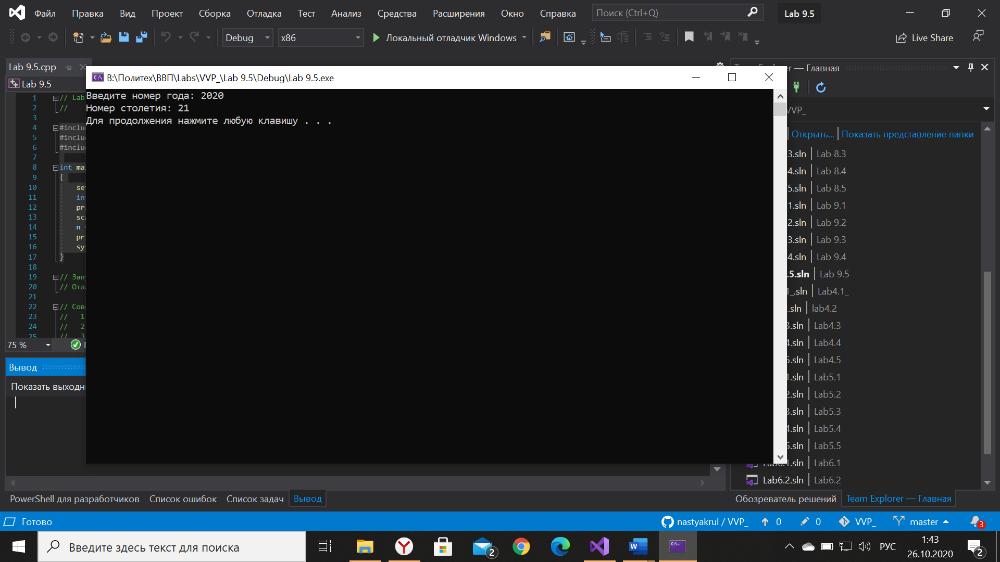 Файл Правка Вид Проект Сборка Отладка Тест Анализ Средства Расширения Окно Справка Поиск (Ctrl+Q) Lab 9.5
Debug x86 Локальный отладчик Windows Live Share
Lab 9.5.cpp
— Главная
Lab 9.5
B:\Политех\ВВП\Labs\VVP_\Lab 9.5\Debug\Lab 9.5.exe
Введите номер года: 2020
Номер столетия: 21
Для продолжения нажмите любую клавишу . . .
1 // Lab
2 //
3
4 #inclu
5 #inclu
6 #inclu
7
8 int ma
9 {
10 se
11 in
12 pr
13 sc
14 n
15 pr
16 sy
17 }
18
19 // Зап
20 // Отл
21
22 // Сов
23 // 1
24 // 2
25 // 3
75 %
Вывод
Показать выходн
VVP_
Открыть... Показать представление папки
3.sln | Lab 8.3
4.sln | Lab 8.4
5.sln | Lab 8.5
1.sln | Lab 9.1
2.sln | Lab 9.2
3.sln | Lab 9.3
4.sln | Lab 9.4
.5.sln | Lab 9.5
1_.sln | Lab4.1_
.sln | lab4.2
3.sln | Lab4.3
4.sln | Lab4.4
5.sln | Lab4.5
1.sln | Lab5.1
2.sln | Lab5.2
3.sln | Lab5.3
4.sln | Lab5.4
5.sln | Lab5.5
Lab6.1.sln | Lab6.1
Lab6.2.sln | Lab6.2
PowerShell для разработчиков Список ошибок Список задач Вывод
Обозреватель решений Team Explorer — Главная
Готово nastyakrul / VVP_ 0 0 VVP_ master 3
Введите здесь текст для поиска 2 РУС 1:43
26.10.2020 2